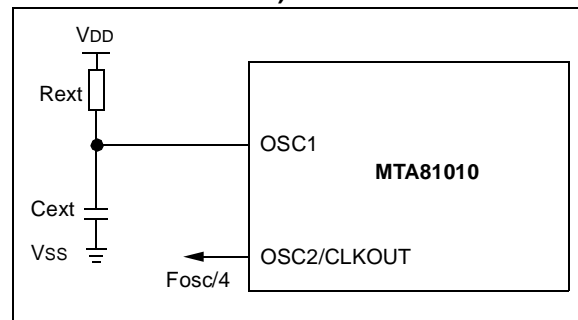 VDD
Rext
OSC1
MTA81010
Cext
VSS
OSC2/CLKOUT
Fosc/4